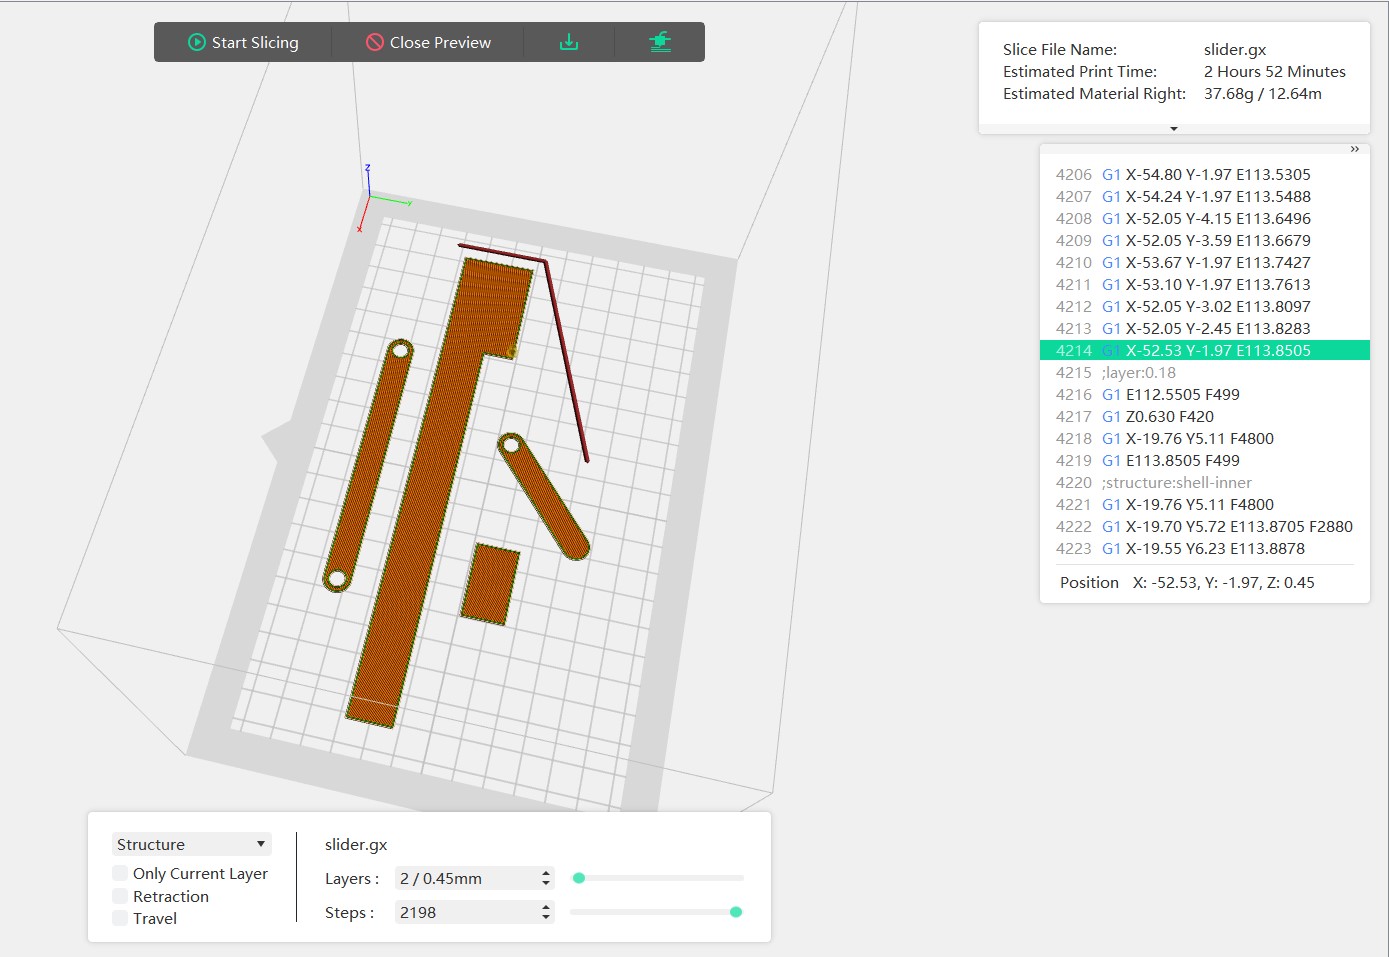 Start Slicing
Close Preview
Slice File Name: slider.gx
Estimated Print Time: 2 Hours 52 Minutes
Estimated Material Right: 37.68g / 12.64m
»
4206 G1 X-54.80 Y-1.97 E113.5305
4207 G1 X-54.24 Y-1.97 E113.5488
4208 G1 X-52.05 Y-4.15 E113.6496
4209 G1 X-52.05 Y-3.59 E113.6679
4210 G1 X-53.67 Y-1.97 E113.7427
4211 G1 X-53.10 Y-1.97 E113.7613
4212 G1 X-52.05 Y-3.02 E113.8097
4213 G1 X-52.05 Y-2.45 E113.8283
4214 G1 X-52.53 Y-1.97 E113.8505
4215 ;layer:0.18
4216 G1 E112.5505 F499
4217 G1 Z0.630 F420
4218 G1 X-19.76 Y5.11 F4800
4219 G1 E113.8505 F499
4220 ;structure:shell-inner
4221 G1 X-19.76 Y5.11 F4800
4222 G1 X-19.70 Y5.72 E113.8705 F2880
4223 G1 X-19.55 Y6.23 E113.8878
Position X: -52.53, Y: -1.97, Z: 0.45
z
y
x
Structure
Only Current Layer
Retraction
Travel
slider.gx
Layers : 2 / 0.45mm
Steps : 2198